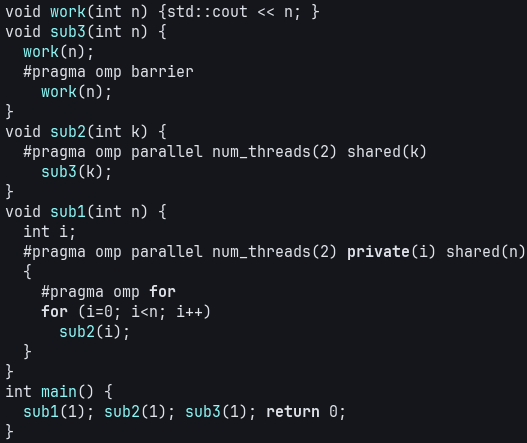 void work(int n) {std::cout << n; }
void sub3(int n) {
  work(n);
  #pragma omp barrier
    work(n);
}
void sub2(int k) {
  #pragma omp parallel num_threads(2) shared(k)
    sub3(k);
}
void sub1(int n) {
  int i;
  #pragma omp parallel num_threads(2) private(i) shared(n)
  {
    #pragma omp for
    for (i=0; i<n; i++)
      sub2(i);
  }
}
int main() {
  sub1(1); sub2(1); sub3(1); return 0;
}